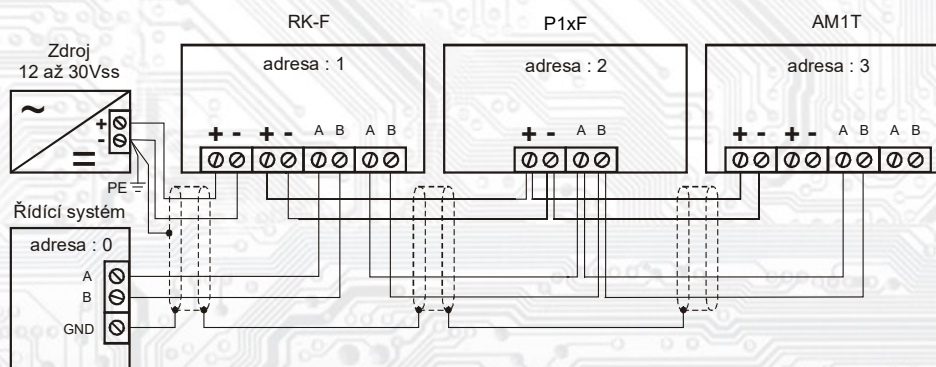 RK-F
P1xF
AM1T
Zdroj
12 až 30Vss
adresa : 1
adresa : 2
adresa : 3
~
=
+
-
+ - + - A B A B
+ - A B
+ - + - A B A B
PE
Řídící systém
adresa : 0
A
B
GND